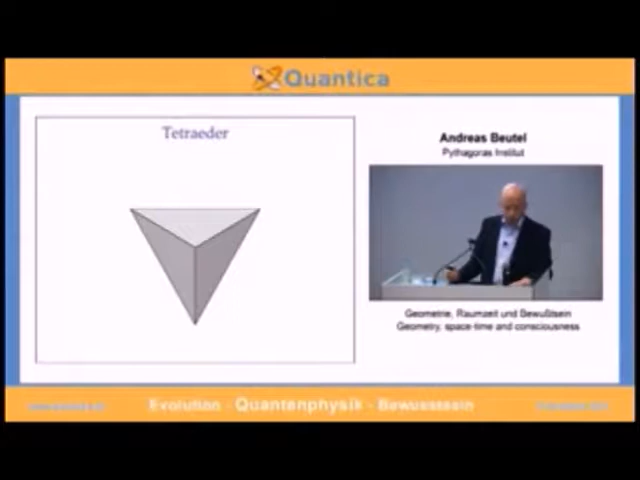 Quantica
Tetraeder
Andreas Beutel
Pythagoras Institut
Geometrie, Raumzeit und Bewußtsein
Geometry, space-time and consciousness
Evolution - Quantenphysik - Bewusstsein